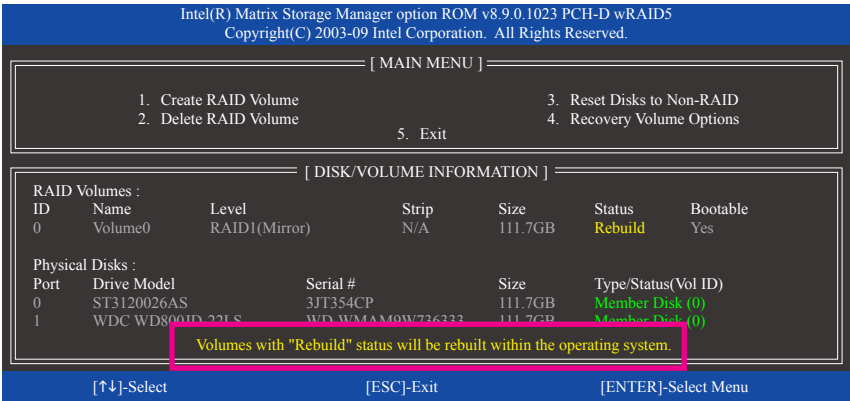 Intel(R) Matrix Storage Manager option ROM v8.9.0.1023 PCH-D wRAID5
Copyright(C) 2003-09 Intel Corporation. All Rights Reserved.
[ MAIN MENU ]
1. Create RAID Volume 3. Reset Disks to Non-RAID
2. Delete RAID Volume 4. Recovery Volume Options
5. Exit
[ DISK/VOLUME INFORMATION ]
RAID Volumes :
ID Name Level Strip Size Status Bootable
0 Volume0 RAID1(Mirror) N/A 111.7GB Rebuild Yes
Physical Disks :
Port Drive Model Serial # Size Type/Status(Vol ID)
0 ST3120026AS 3JT354CP 111.7GB Member Disk (0)
1 WDC WD800JD-22LS WD-WMAM9W736333 111.7GB Member Disk (0)
Volumes with "Rebuild" status will be rebuilt within the operating system.
[↑↓]-Select [ESC]-Exit [ENTER]-Select Menu